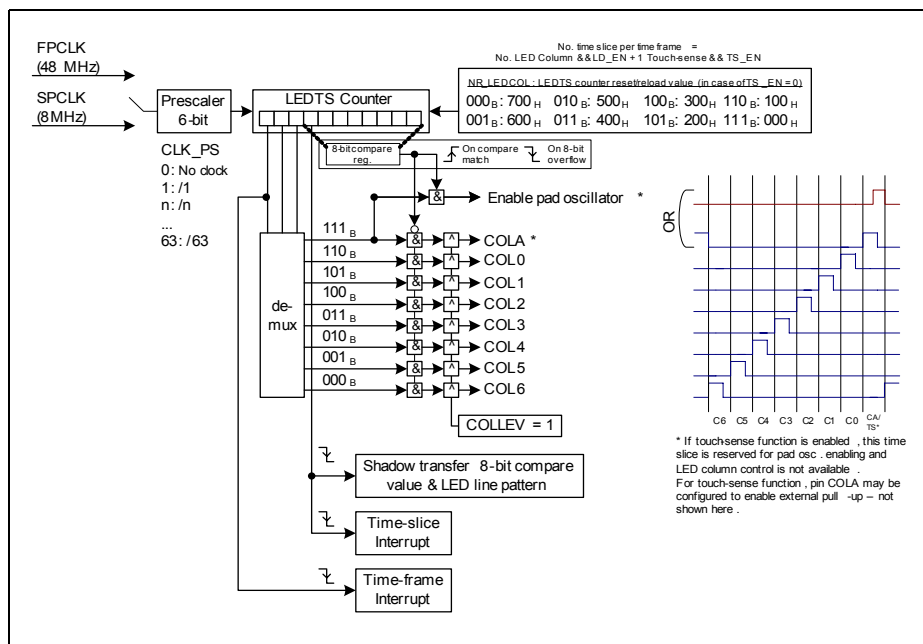 FPCLK
(48 MHz)
SPCLK
(8MHz)
Prescaler
6-bit
LEDTS Counter
No. time slice per time frame =
No. LED Column && LD_EN + 1 Touch-sense && TS_EN
NR_LEDCOL : LEDTS counter reset/reload value (in case of TS_EN = 0)
000B: 700H 010B: 500H 100B: 300H 110B: 100H
001B: 600H 011B: 400H 101B: 200H 111B: 000H
8-bit compare
reg.
On compare
match
On 8-bit
overflow
CLK_PS
0: No clock
1: /1
n: /n
...
63: /63
& Enable pad oscillator *
de-
mux
111B & ^ COLA *
110B & ^ COL0
101B & ^ COL1
100B & ^ COL2
011B & ^ COL3
010B & ^ COL4
001B & ^ COL5
000B & ^ COL6
COLLEV = 1
Shadow transfer 8-bit compare
value & LED line pattern
Time-slice
Interrupt
Time-frame
Interrupt
OR
C6 C5 C4 C3 C2 C1 C0 CA/
TS*
* If touch-sense function is enabled , this time
slice is reserved for pad osc . enabling and
LED column control is not available .
For touch-sense function , pin COLA may be
configured to enable external pull -up – not
shown here .